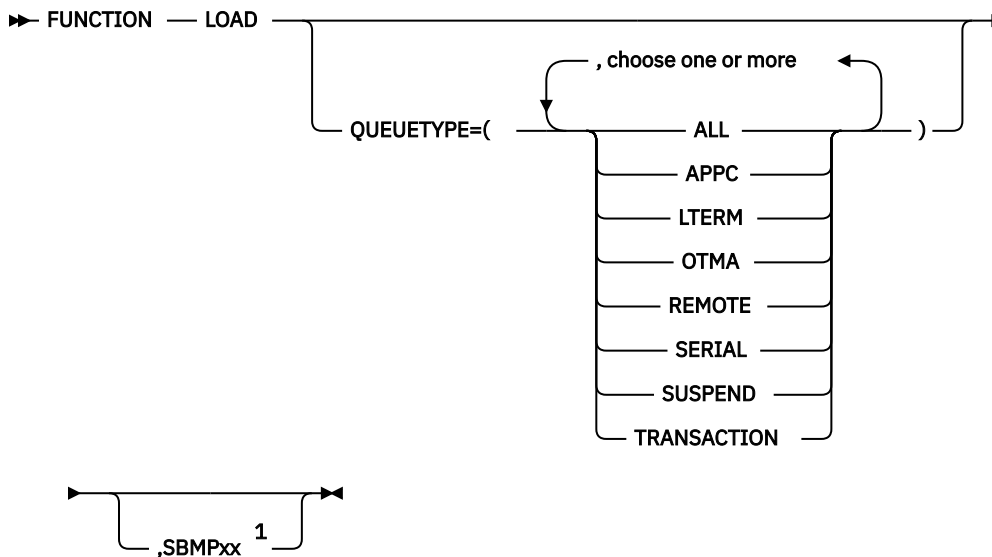 FUNCTION LOAD
, choose one or more
QUEUETYPE=( ALL )
APPC
LTERM
OTMA
REMOTE
SERIAL
SUSPEND
TRANSACTION
,SBMPxx 1